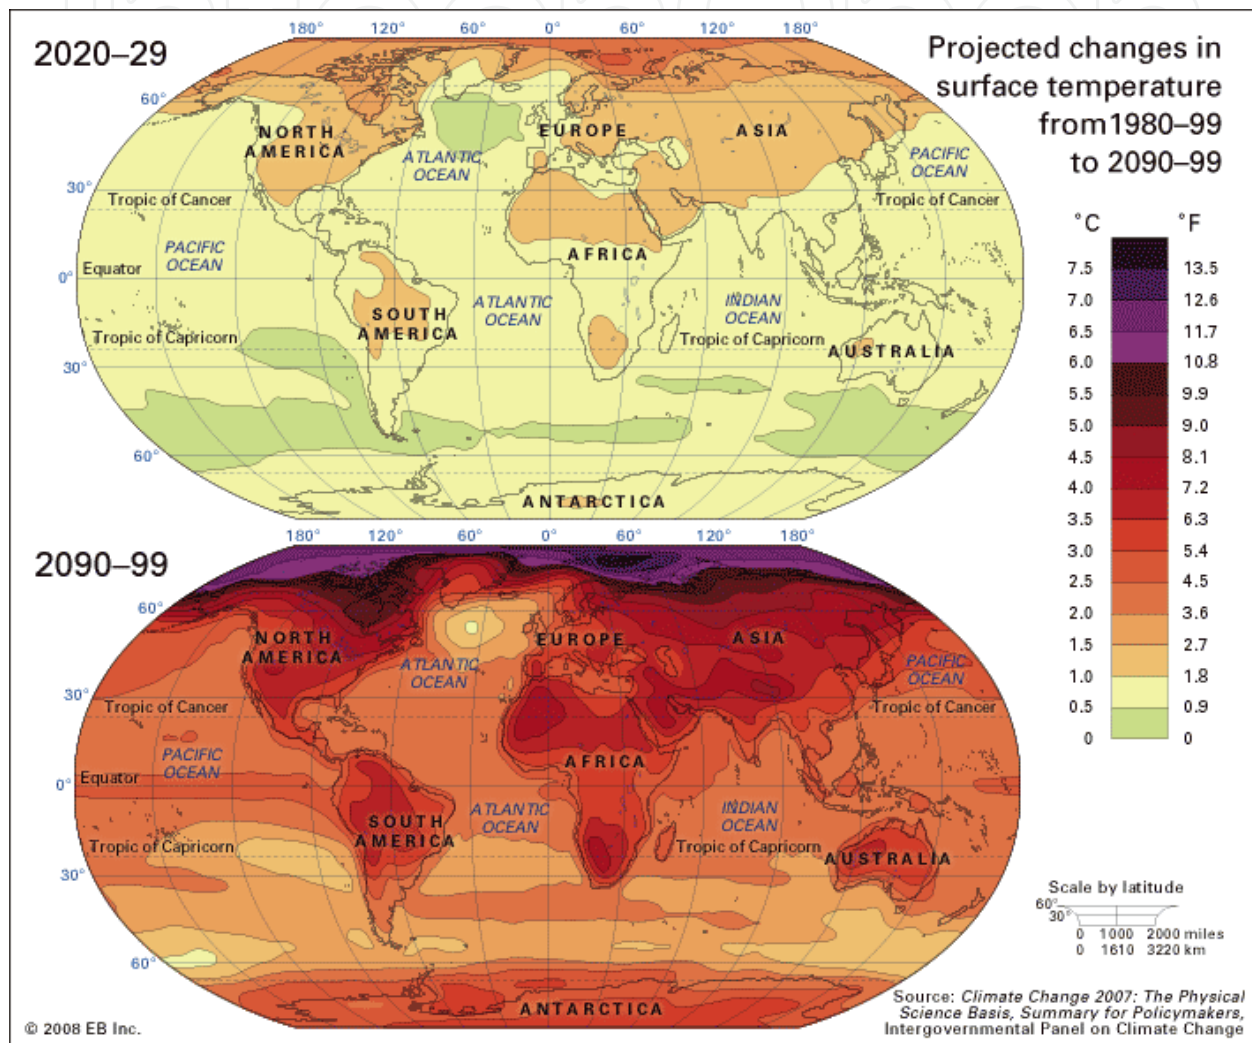 2020–29
180° 120° 60° 0° 60° 120° 180°
Projected changes in
surface temperature
from1980–99
to 2090–99
60°
NORTH
AMERICA
EUROPE
ASIA
ATLANTIC
OCEAN
PACIFIC
OCEAN
30°
Tropic of Cancer
Tropic of Cancer
PACIFIC
OCEAN
AFRICA
Equator
0°
SOUTH
AMERICA
ATLANTIC
OCEAN
INDIAN
OCEAN
Tropic of Capricorn
Tropic of Capricorn
AUSTRALIA
30°
60°
ANTARCTICA
°C °F
7.5 13.5
7.0 12.6
6.5 11.7
6.0 10.8
5.5 9.9
5.0 9.0
4.5 8.1
4.0 7.2
3.5 6.3
3.0 5.4
2.5 4.5
2.0 3.6
1.5 2.7
1.0 1.8
0.5 0.9
0 0
2090–99
180° 120° 60° 0° 60° 120° 180°
60°
NORTH
AMERICA
EUROPE
ASIA
ATLANTIC
OCEAN
PACIFIC
OCEAN
30°
Tropic of Cancer
Tropic of Cancer
PACIFIC
OCEAN
AFRICA
Equator
0°
SOUTH
AMERICA
ATLANTIC
OCEAN
INDIAN
OCEAN
Tropic of Capricorn
Tropic of Capricorn
AUSTRALIA
30°
60°
ANTARCTICA
Scale by latitude
60°
30°
0 1000 2000 miles
0 1610 3220 km
Source: Climate Change 2007: The Physical
Science Basis, Summary for Policymakers,
Intergovernmental Panel on Climate Change
© 2008 EB Inc.